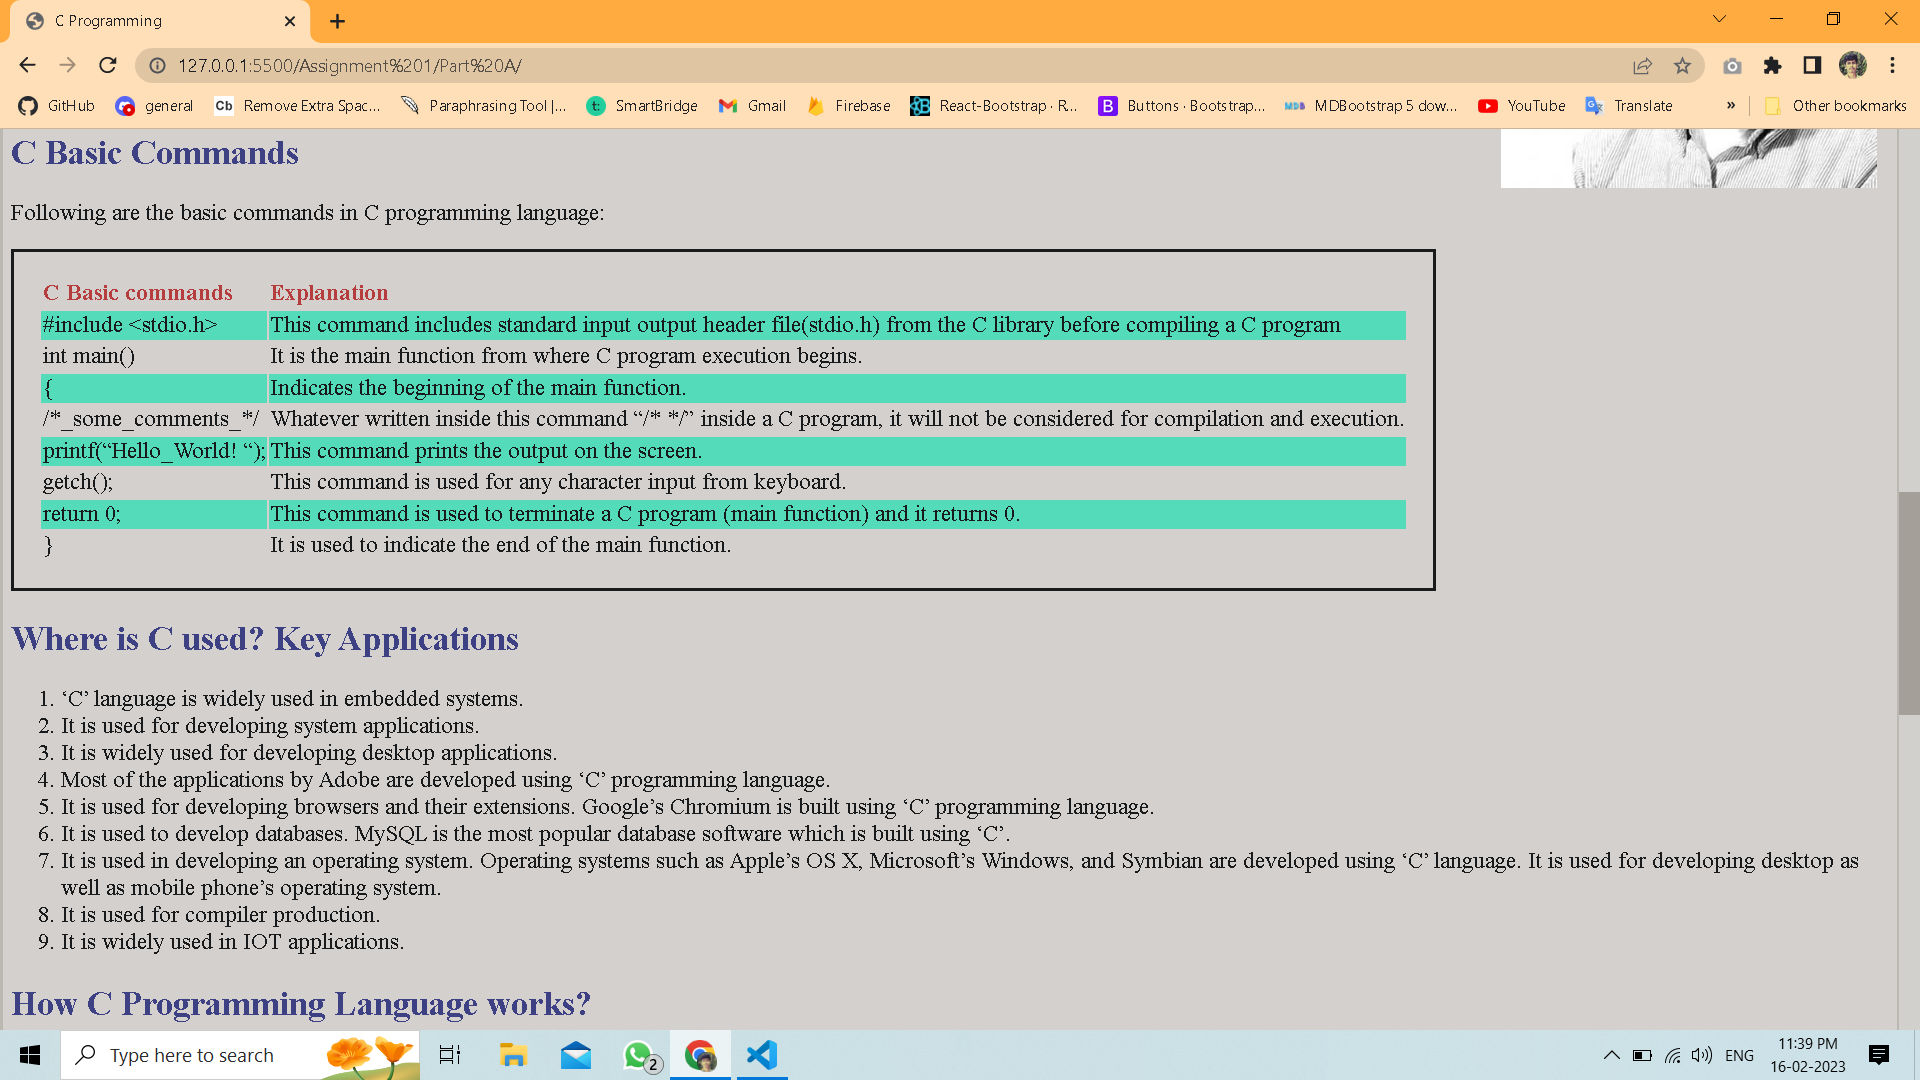 C Programming
127.0.0.1:5500/Assignment%201/Part%20A/
GitHub general Cb Remove Extra Spac... Paraphrasing Tool |... t: SmartBridge Gmail Firebase React-Bootstrap · R... B Buttons · Bootstrap... MDB MDBootstrap 5 dow... YouTube Translate » Other bookmarks
C Basic Commands
Following are the basic commands in C programming language:
C Basic commands Explanation
#include <stdio.h> This command includes standard input output header file(stdio.h) from the C library before compiling a C program
int main() It is the main function from where C program execution begins.
{ Indicates the beginning of the main function.
/*_some_comments_*/ Whatever written inside this command “/* */” inside a C program, it will not be considered for compilation and execution.
printf(“Hello_World! “); This command prints the output on the screen.
getch(); This command is used for any character input from keyboard.
return 0; This command is used to terminate a C program (main function) and it returns 0.
} It is used to indicate the end of the main function.
Where is C used? Key Applications
1. ‘C’ language is widely used in embedded systems.
2. It is used for developing system applications.
3. It is widely used for developing desktop applications.
4. Most of the applications by Adobe are developed using ‘C’ programming language.
5. It is used for developing browsers and their extensions. Google’s Chromium is built using ‘C’ programming language.
6. It is used to develop databases. MySQL is the most popular database software which is built using ‘C’.
7. It is used in developing an operating system. Operating systems such as Apple’s OS X, Microsoft’s Windows, and Symbian are developed using ‘C’ language. It is used for developing desktop as
well as mobile phone’s operating system.
8. It is used for compiler production.
9. It is widely used in IOT applications.
How C Programming Language works?
Type here to search
2
ENG
11:39 PM
16-02-2023